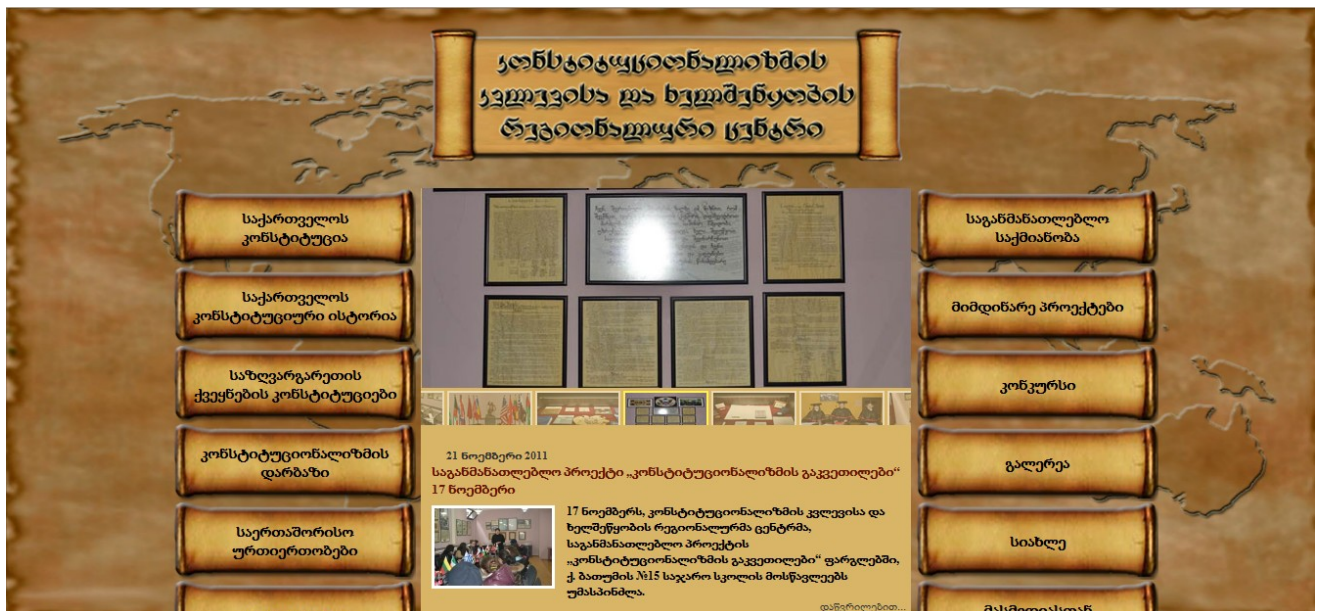 კონსტიტუციონალიზმის
კვლევისა და ხელშეწყობის
რეგიონალური ცენტრი
საქართველოს
კონსტიტუცია
საქართველოს
კონსტიტუციური ისტორია
საზღვარგარეთის
ქვეყნების კონსტიტუციები
კონსტიტუციონალიზმის
დარბაზი
საერთაშორისო
ურთიერთობები
21 ნოემბერი 2011
საგანმანათლებლო პროექტი „კონსტიტუციონალიზმის გაკვეთილები“
17 ნოემბერი
17 ნოემბერს, კონსტიტუციონალიზმის კვლევისა და
ხელშეწყობის რეგიონალურმა ცენტრმა,
საგანმანათლებლო პროექტის
„კონსტიტუციონალიზმის გაკვეთილები“ ფარგლებში,
ქ. ბათუმის №15 საჯარო სკოლის მოსწავლეებს
უმასპინძლა.
დაწვრილებით...
საგანმანათლებლო
საქმიანობა
მიმდინარე პროექტები
კონკურსი
გალერეა
სიახლე
მასმედიასთან